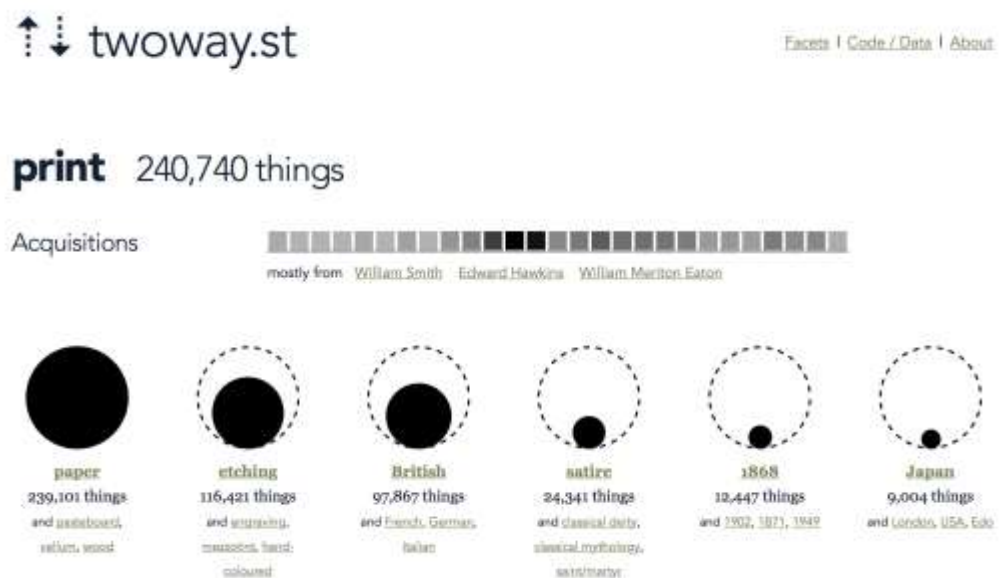 twoway.st
Facets | Code / Data | About
print 240,740 things
Acquisitions
mostly from William Smith Edward Hawkins William Meriton Eaton
paper etching British satire 1868 Japan
239,101 things 116,421 things 97,867 things 24,341 things 12,447 things 9,004 things
and pasteboard, and engraving, and French, German, and classical deity, and 1902, 1871, 1949 and London, USA, Edo
vellum, wood mezzotint, hand- Italian classical mythology,
coloured saint/martyr